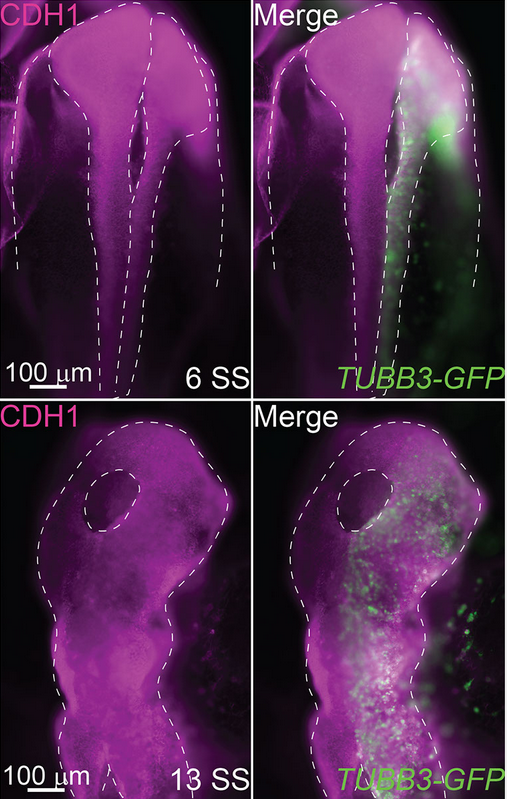 CDH1
Merge
100 μm
6 SS
TUBB3-GFP
CDH1
Merge
100 μm
13 SS
TUBB3-GFP